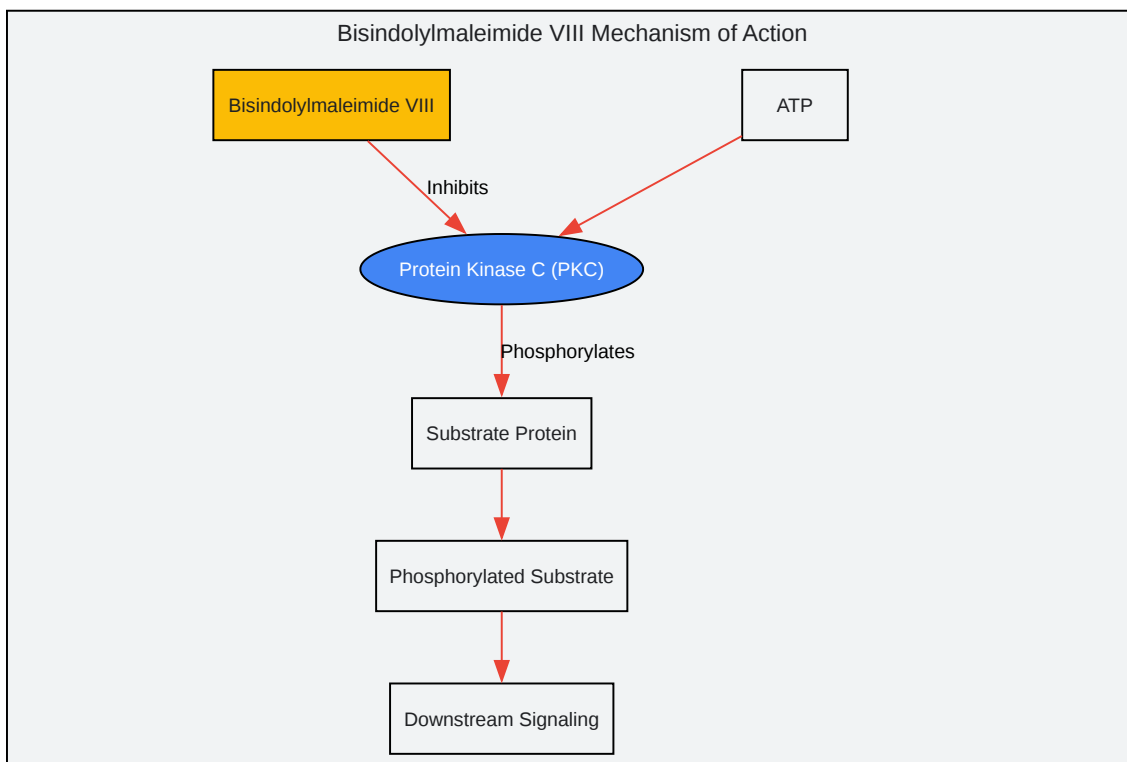 Bisindolylmaleimide VIII Mechanism of Action
Bisindolylmaleimide VIII
ATP
Inhibits
Protein Kinase C (PKC)
Phosphorylates
Substrate Protein
Phosphorylated Substrate
Downstream Signaling